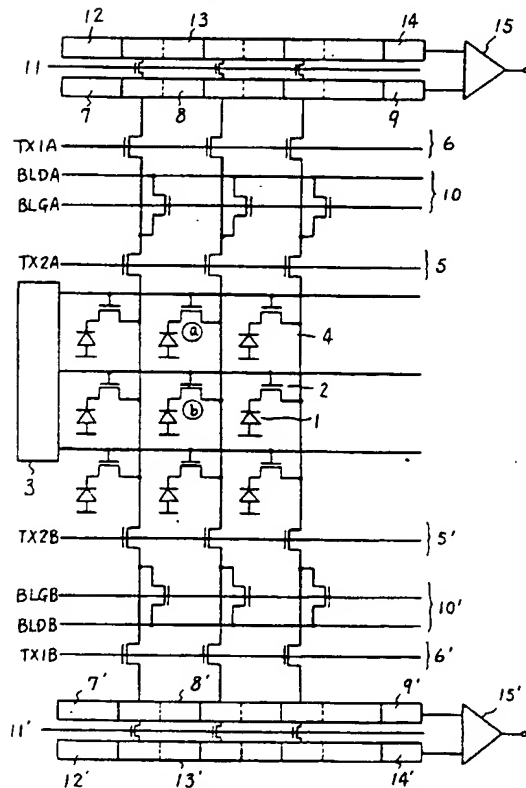 12 13 14 15
11
7 8 9
TX1A 6
BLDA
10
BLGA
TX2A 5
a 4
2
b 1
3
TX2B 5'
BLGB
10'
BLDB
TX1B 6'
7' 8' 9'
15'
11'
12' 13' 14'